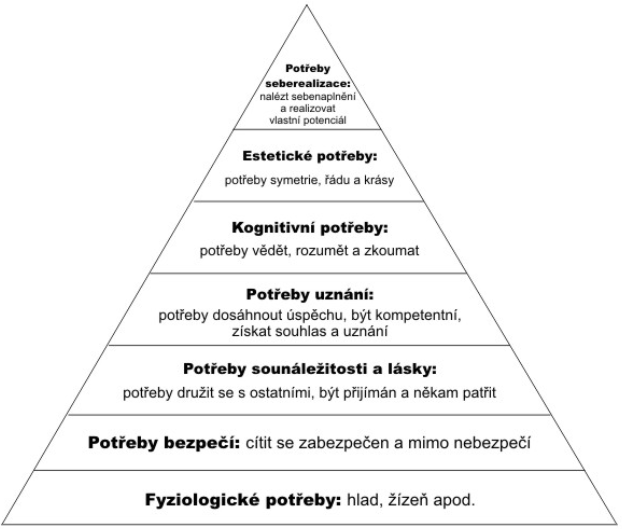 Potřeby
seberealizace:
nalézt sebenaplnění
a realizovat
vlastní potenciál
Estetické potřeby:
potřeby symetrie, řádu a krásy
Kognitivní potřeby:
potřeby vědět, rozumět a zkoumat
Potřeby uznání:
potřeby dosáhnout úspěchu, být kompetentní,
získat souhlas a uznání
Potřeby sounáležitosti a lásky:
potřeby družit se s ostatními, být přijímán a někam patřit
Potřeby bezpečí: cítit se zabezpečen a mimo nebezpečí
Fyziologické potřeby: hlad, žízeň apod.